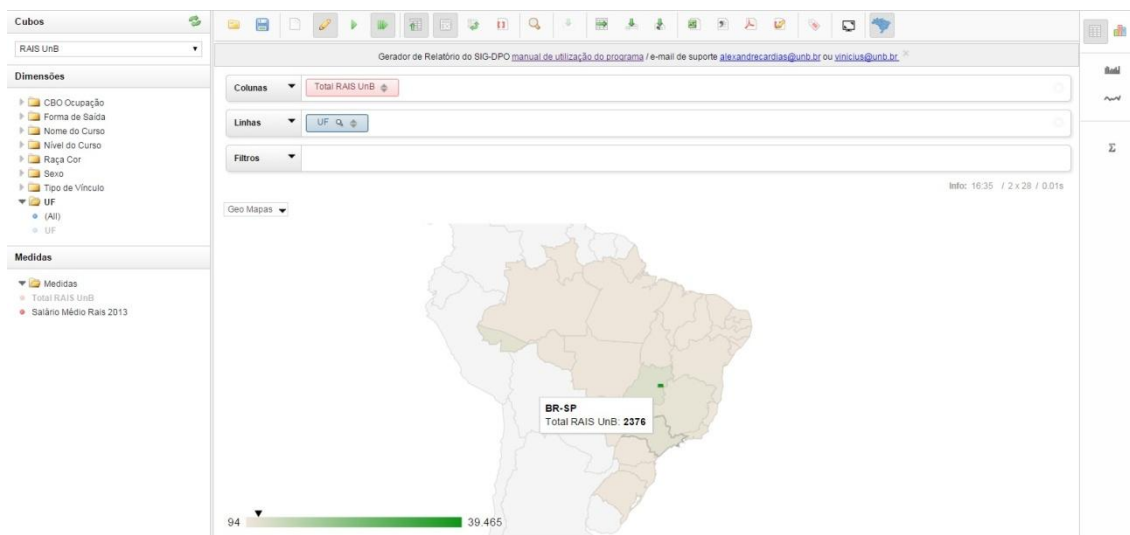 Cubos
RAIS UnB
Dimensões
CBO Ocupação
Forma de Saída
Nome do Curso
Nível do Curso
Raça Cor
Sexo
Tipo de Vínculo
UF
(All)
UF
Medidas
Medidas
Total RAIS UnB
Salário Médio Rais 2013
Gerador de Relatório do SIG-DPO manual de utilização do programa / e-mail de suporte alexandrecardias@unb.br ou vinicius@unb.br
Colunas
Total RAIS UnB
Linhas
UF
Filtros
Info: 16:35 / 2 x 28 / 0.01s
Geo Mapas
BR-SP
Total RAIS UnB: 2376
94
39.465
Σ